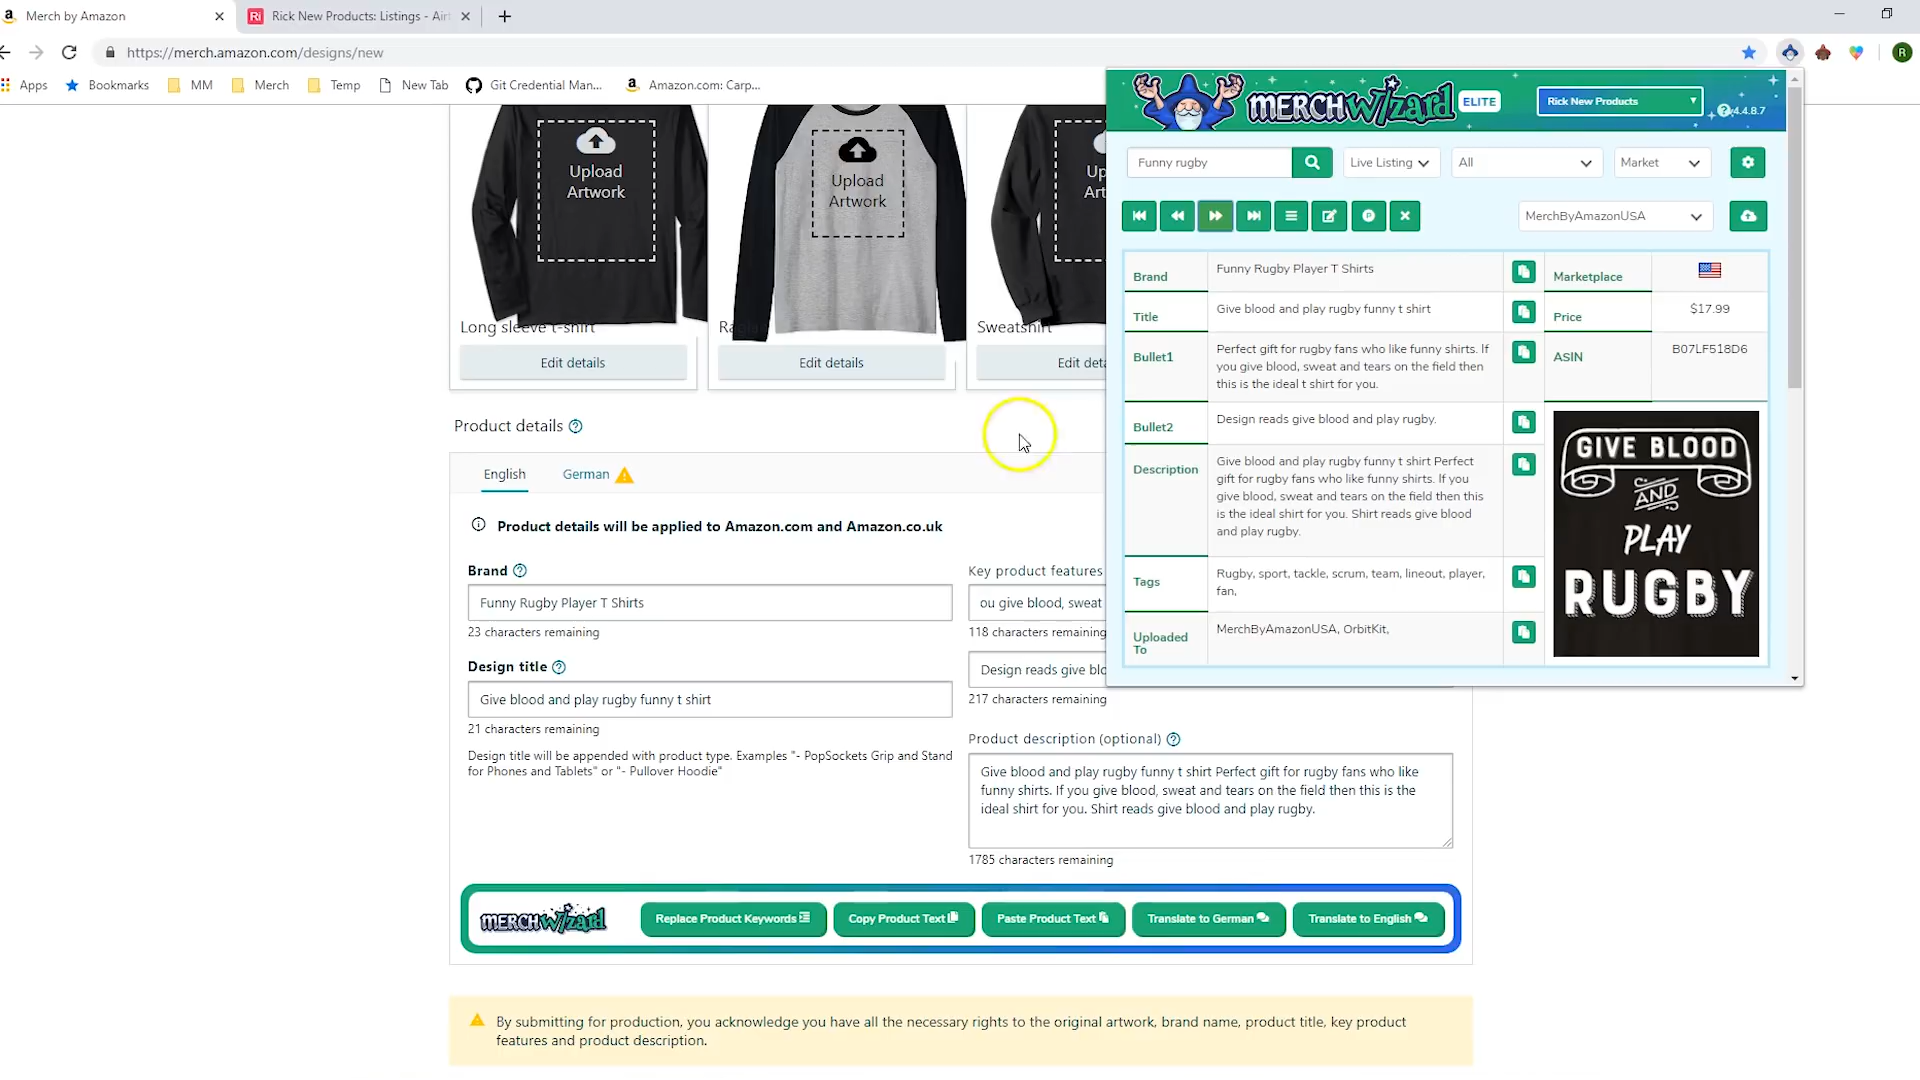 Merch by Amazon
Rick New Products: Listings - Airt
https://merch.amazon.com/designs/new
R
Apps
Bookmarks
MM
Merch
Temp
New Tab
Git Credential Man...
Amazon.com: Carp...
MERCHWIZARD
ELITE
Rick New Products
4.4.8.7
Funny rugby
Live Listing
All
Market
MerchByAmazonUSA
Upload
Artwork
Upload
Artwork
Long sleeve t-shirt
Sweatshirt
Edit details
Edit details
Brand
Funny Rugby Player T Shirts
Marketplace
Title
Give blood and play rugby funny t shirt
Price
$17.99
Bullet1
Perfect gift for rugby fans who like funny shirts. If
you give blood, sweat and tears on the field then
this is the ideal t shirt for you.
ASIN
B07LF518D6
Bullet2
Design reads give blood and play rugby.
Description
Give blood and play rugby funny t shirt Perfect
gift for rugby fans who like funny shirts. If you
give blood, sweat and tears on the field then this
is the ideal shirt for you. Shirt reads give blood
and play rugby.
Tags
Rugby, sport, tackle, scrum, team, lineout, player,
fan,
Uploaded
To
MerchByAmazonUSA, OrbitKit,
GIVE BLOOD
AND
PLAY
RUGBY
Product details
English
German
Product details will be applied to Amazon.com and Amazon.co.uk
Brand
Funny Rugby Player T Shirts
23 characters remaining
Design title
Give blood and play rugby funny t shirt
21 characters remaining
Design title will be appended with product type. Examples "- PopSockets Grip and Stand
for Phones and Tablets" or "- Pullover Hoodie"
Key product features
ou give blood, sweat
118 characters remaining
Design reads give blo
217 characters remaining
Product description (optional)
Give blood and play rugby funny t shirt Perfect gift for rugby fans who like
funny shirts. If you give blood, sweat and tears on the field then this is the
ideal shirt for you. Shirt reads give blood and play rugby.
1785 characters remaining
MERCHWIZARD
Replace Product Keywords
Copy Product Text
Paste Product Text
Translate to German
Translate to English
By submitting for production, you acknowledge you have all the necessary rights to the original artwork, brand name, product title, key product
features and product description.